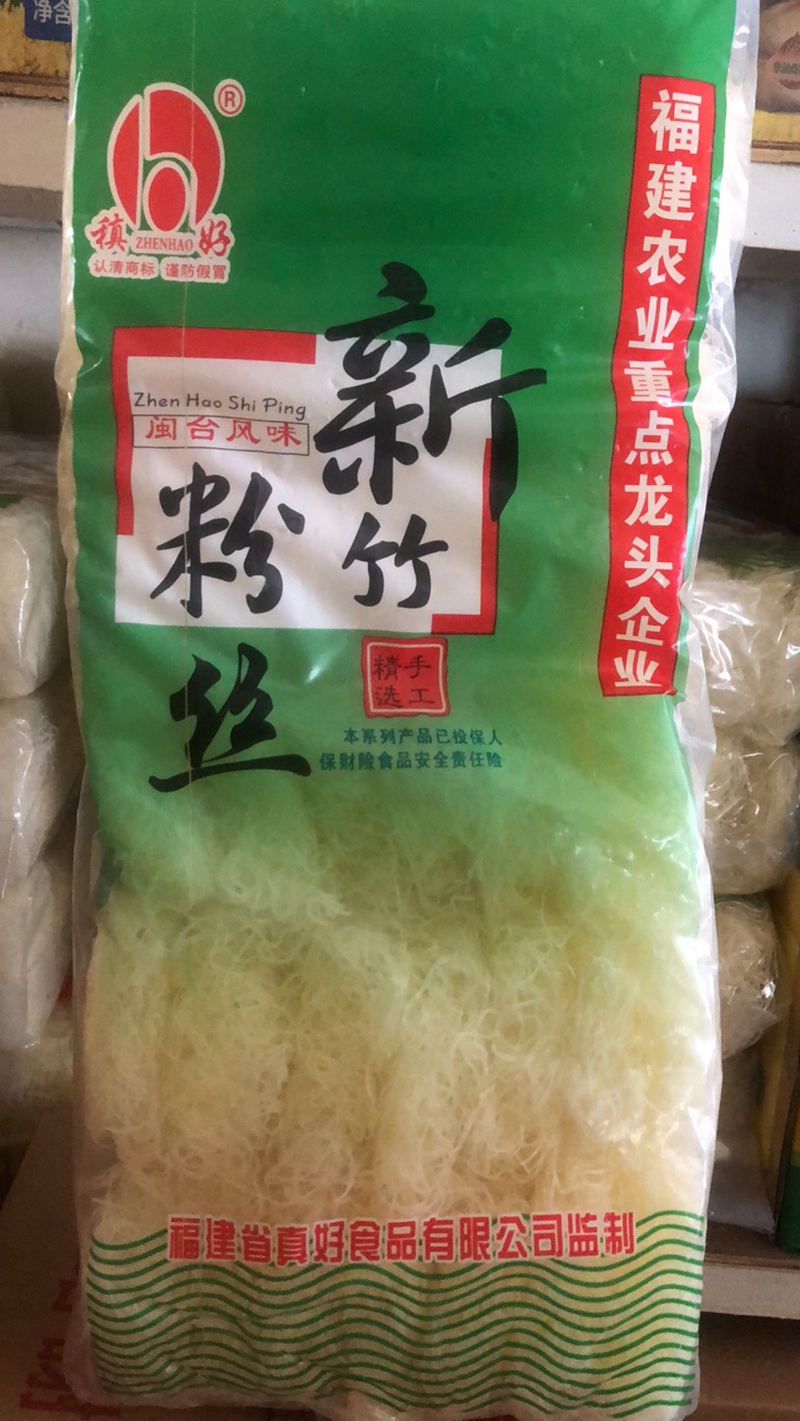 净含
®
稹 ZHENHAO 好
认清商标 谨防假冒
福建农业重点龙头企业
Zhen Hao Shi Ping
闽台风味
新竹
粉丝
手工
精选
本系列产品已投保人
保财险食品安全责任险
福建省真好食品有限公司监制